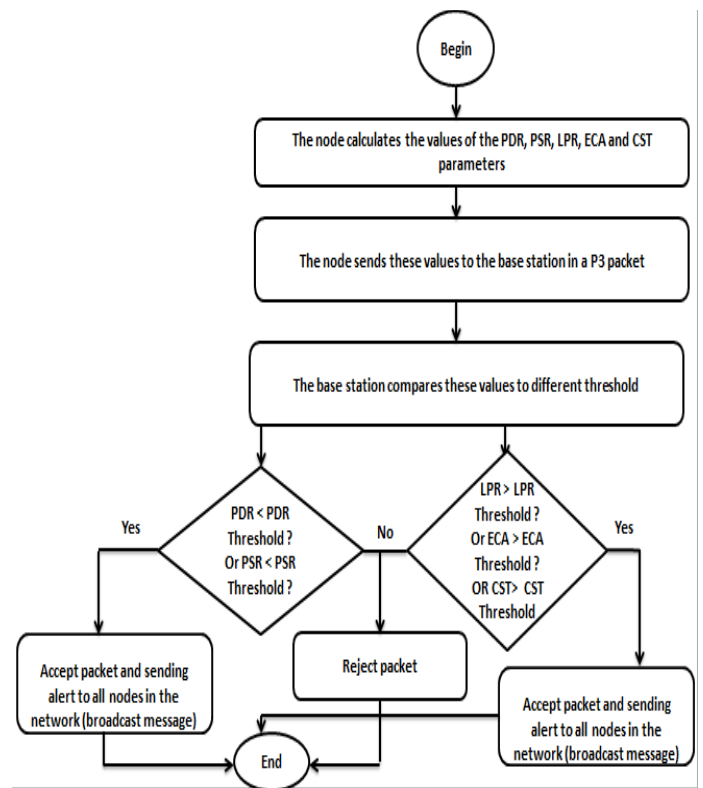 Begin
The node calculates the values of the PDR, PSR, LPR, ECA and CST
parameters
The node sends these values to the base station in a P3 packet
The base station compares these values to different threshold
PDR < PDR
Threshold ?
Or PSR < PSR
Threshold ?
Yes
No
LPR > LPR
Threshold ?
Or ECA > ECA
Threshold ?
OR CST> CST
Threshold
Yes
Accept packet and sending
alert to all nodes in the
network (broadcast message)
Reject packet
Accept packet and sending
alert to all nodes in the
network (broadcast message)
End